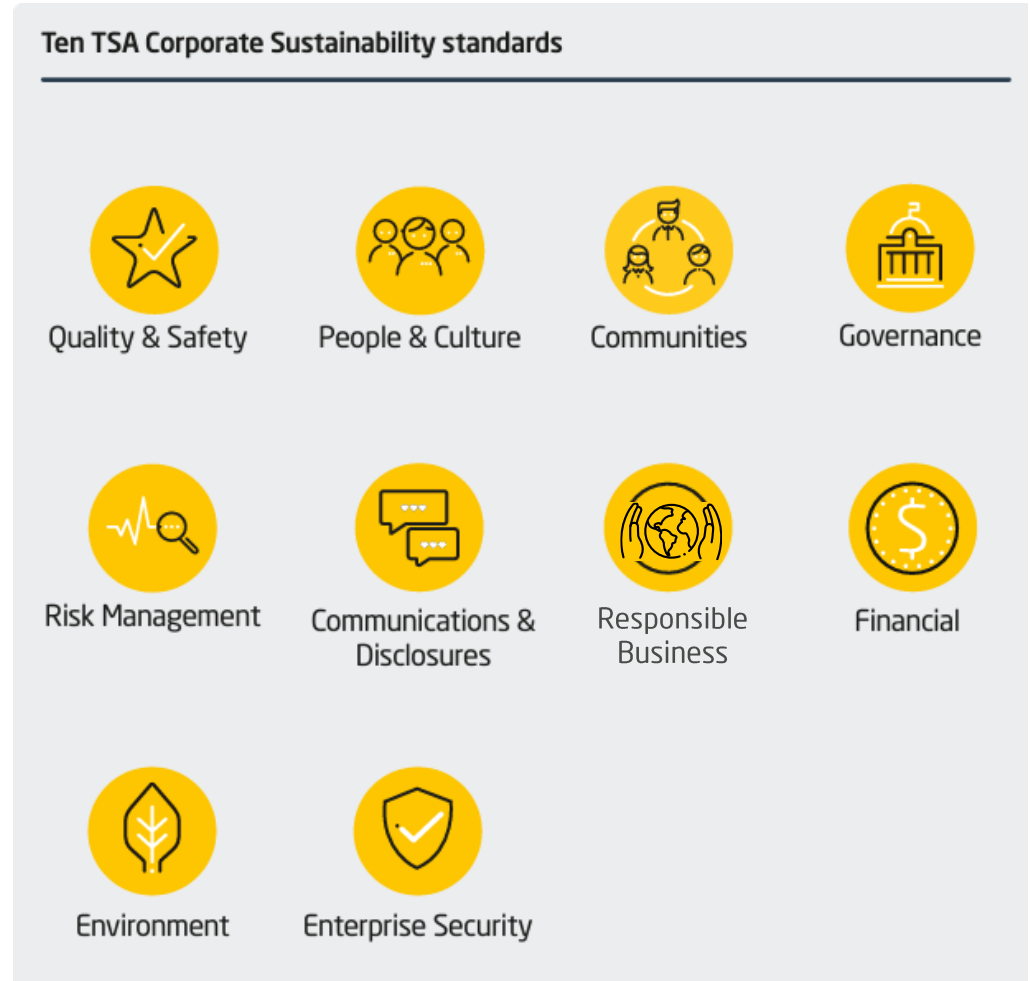 Ten TSA Corporate Sustainability standards
Quality & Safety
People & Culture
Communities
Governance
Risk Management
Communications &
Disclosures
Responsible
Business
Financial
Environment
Enterprise Security